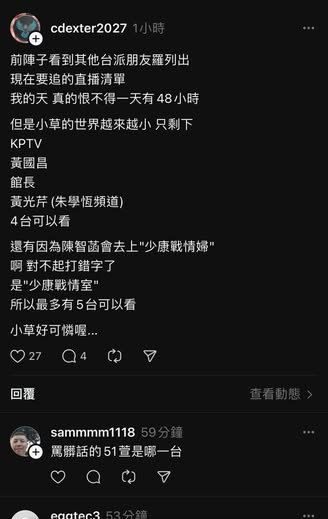 cdexter2027 1小時
前陣子看到其他台派朋友羅列出
現在要追的直播清單
我的天 真的恨不得一天有48小時
但是小草的世界越來越小 只剩下
KPTV
黃國昌
館長
黃光芹(朱學恆頻道)
4台可以看
還有因為陳智菡會去上"少康戰情婦"
啊 對不起打錯字了
是"少康戰情室"
所以最多有5台可以看
小草好可憐喔...
27 4
回覆 查看動態
sammmm1118 59分鐘
罵髒話的51萱是哪一台
eggtec3 53分鐘